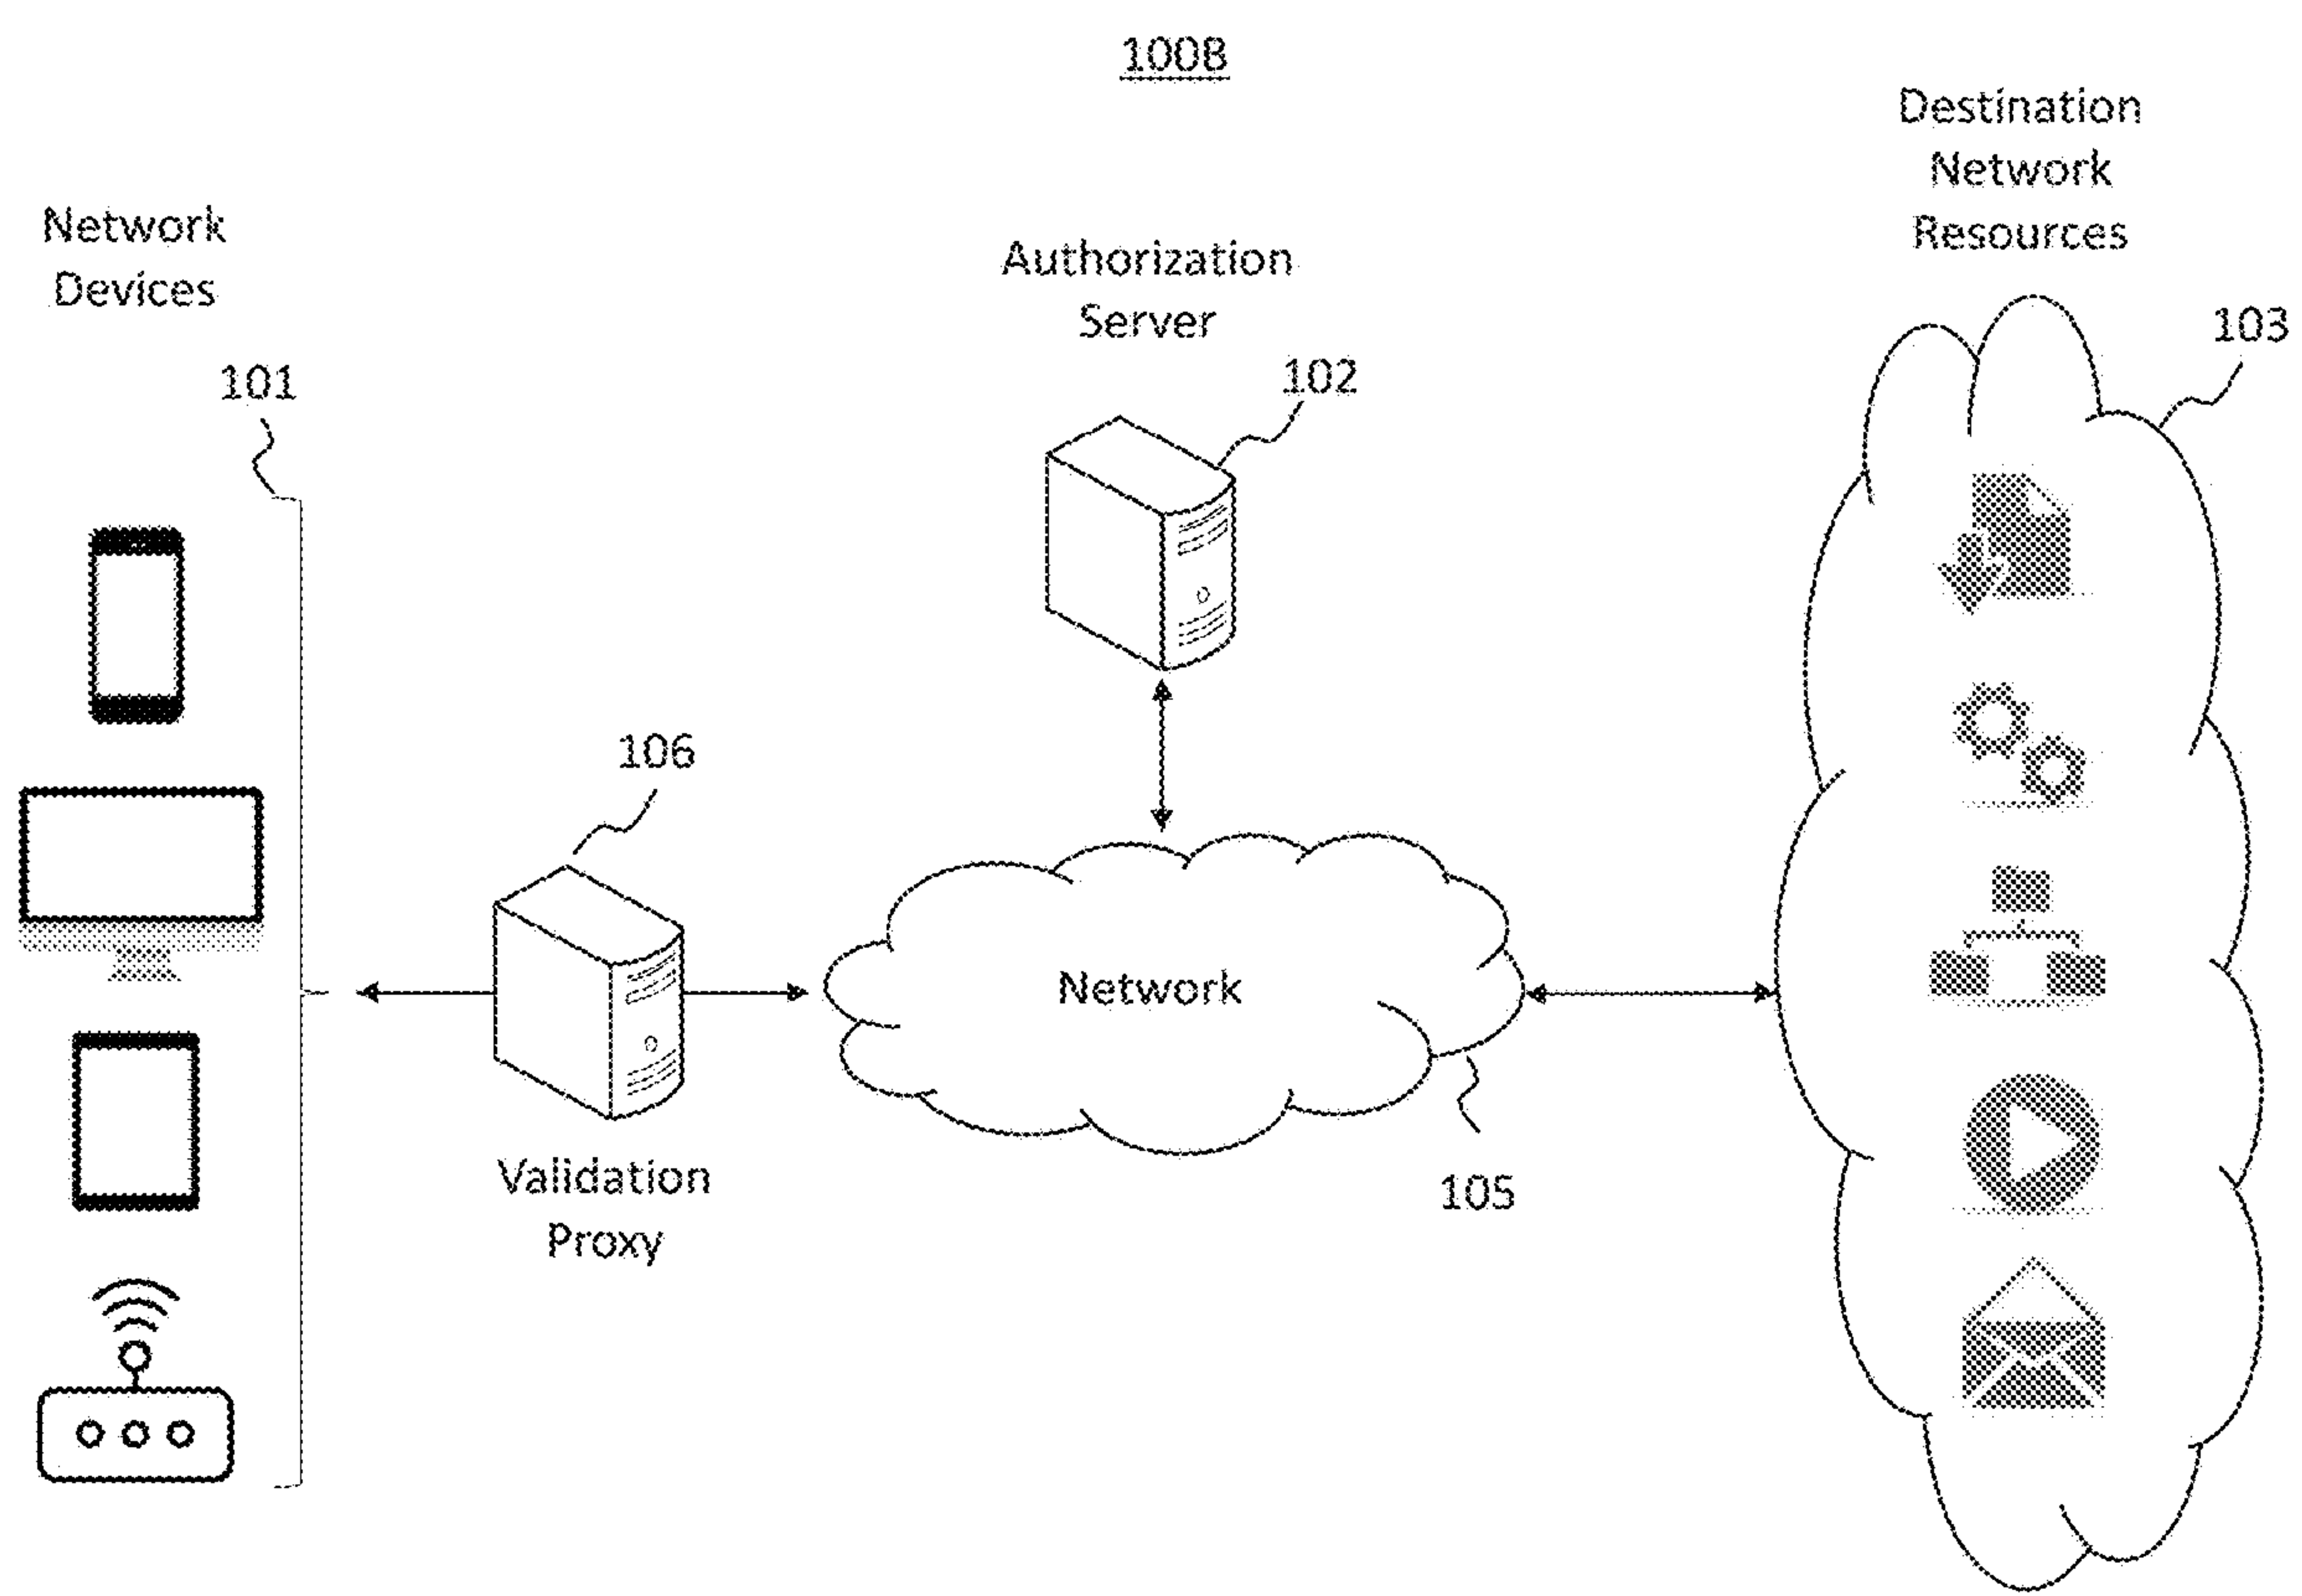 100B
Destination
Network
Resources
103
Network
Devices
101
Authorization
Server
102
106
Validation
Proxy
Network
105